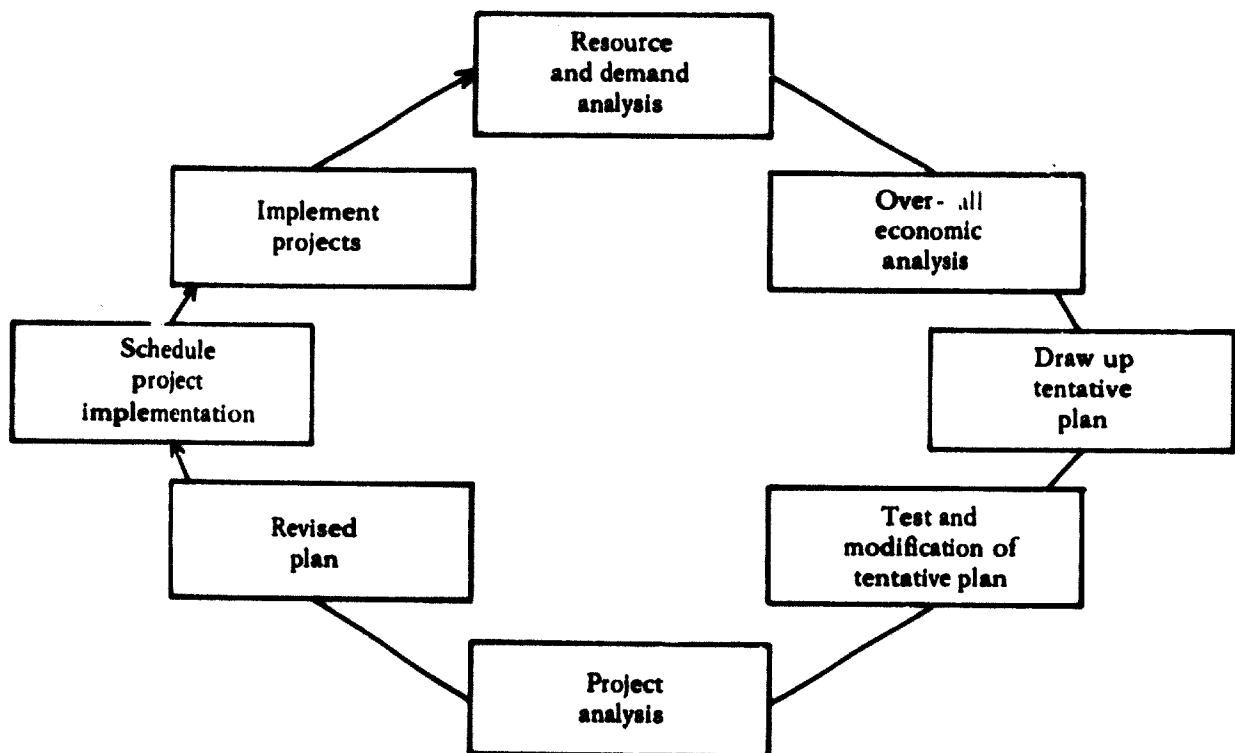 Resource
and demand
analysis
Over-all
economic
analysis
Draw up
tentative
plan
Test and
modification of
tentative plan
Project
analysis
Revised
plan
Schedule
project
implementation
Implement
projects